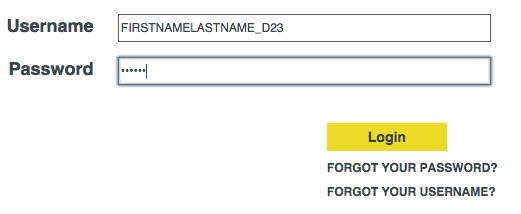 Username FIRSTNAMELASTNAME_D23
Password ••••••
Login
FORGOT YOUR PASSWORD?
FORGOT YOUR USERNAME?